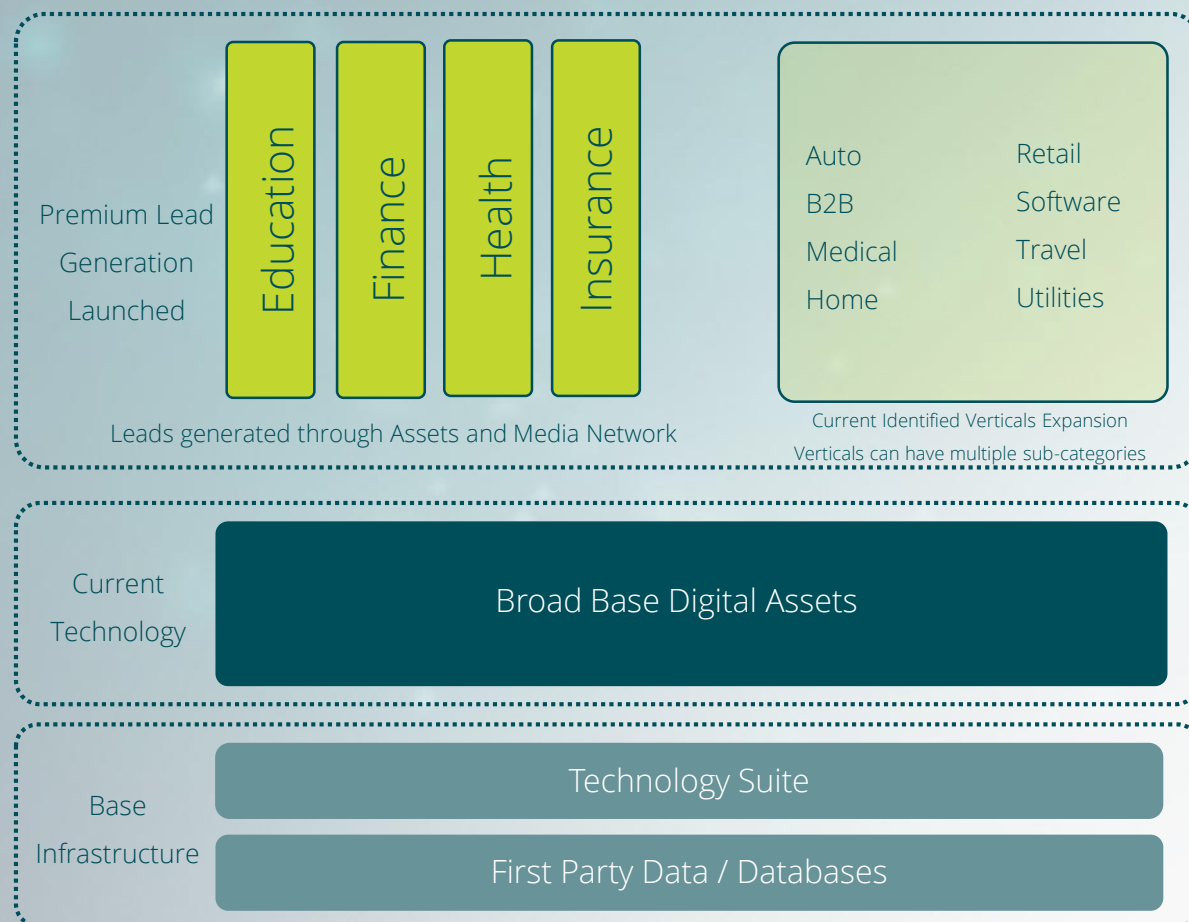 Premium Lead
Generation
Launched
Education
Finance
Health
Insurance
Leads generated through Assets and Media Network
Auto
B2B
Medical
Home
Retail
Software
Travel
Utilities
Current Identified Verticals Expansion
Verticals can have multiple sub-categories
Current
Technology
Broad Base Digital Assets
Base
Infrastructure
Technology Suite
First Party Data / Databases